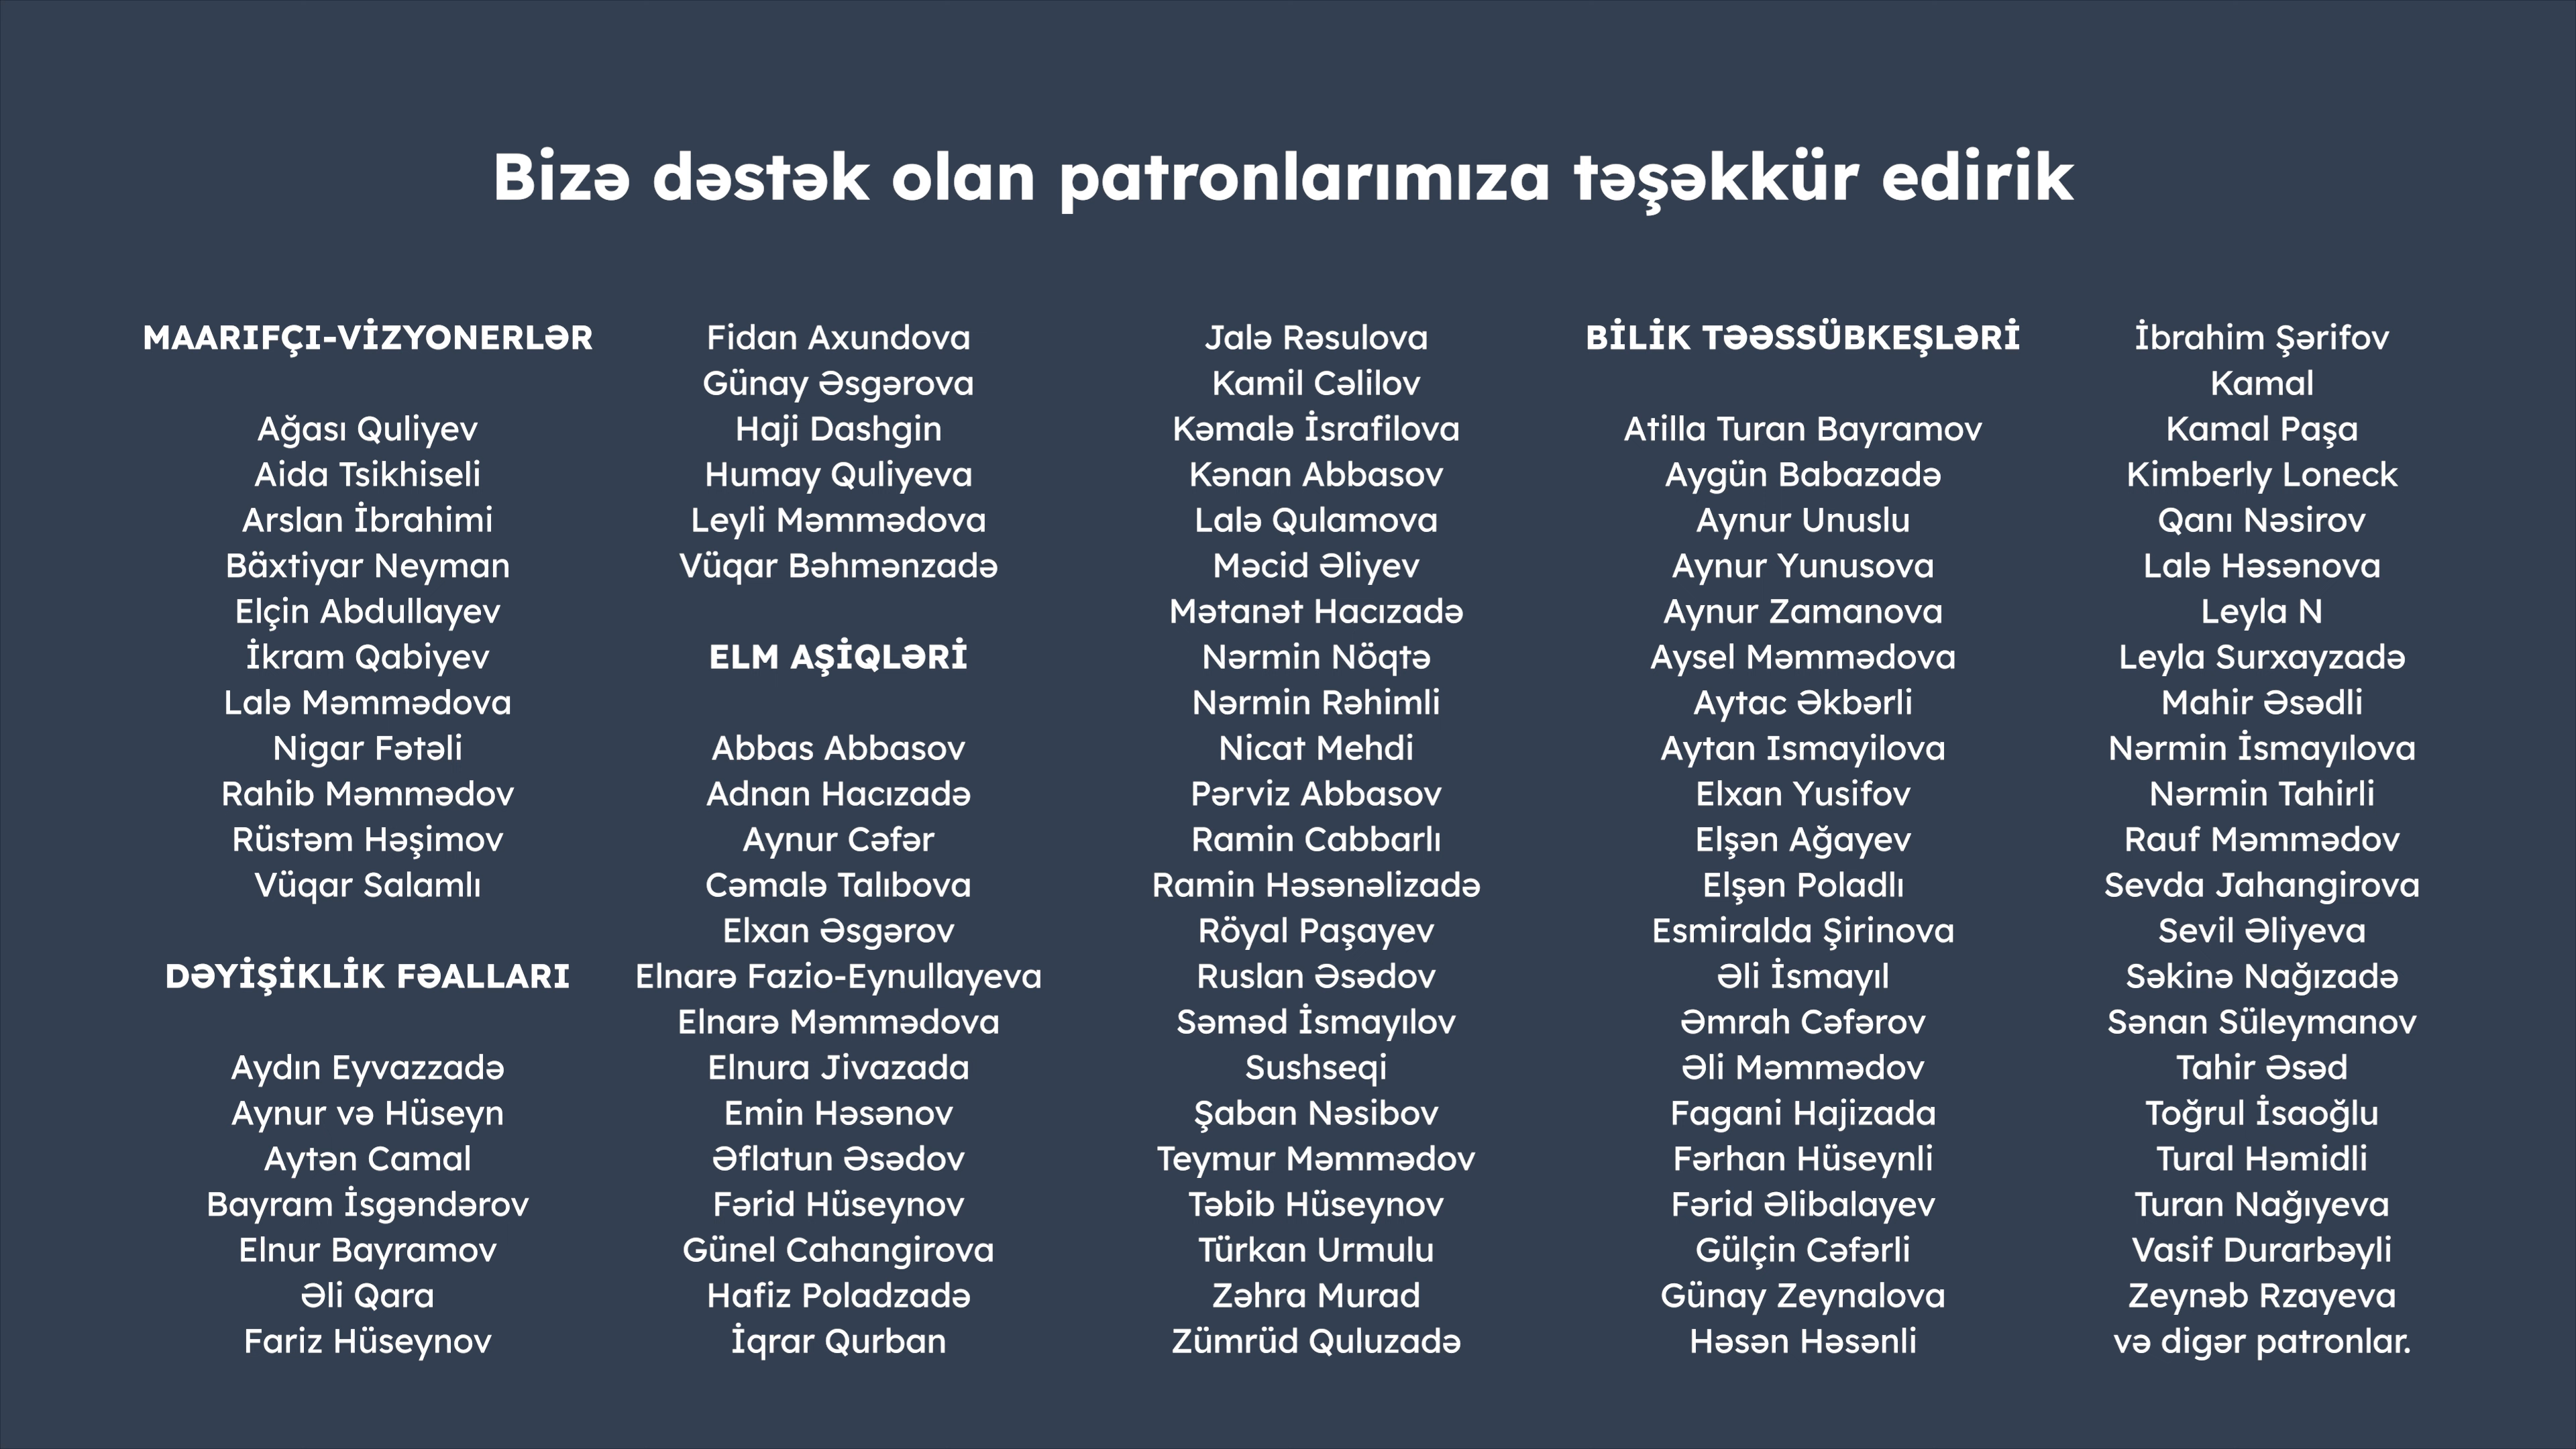 Bizə dəstək olan patronlarımıza təşəkkür edirik
MAARIFÇI-VİZYONERLƏR
Ağası Quliyev
Aida Tsikhiseli
Arslan İbrahimi
Bäxtiyar Neyman
Elçin Abdullayev
İkram Qabiyev
Lalə Məmmədova
Nigar Fətəli
Rahib Məmmədov
Rüstəm Həşimov
Vüqar Salamlı
DƏYİŞİKLİK FƏALLARI
Aydın Eyvazzadə
Aynur və Hüseyn
Aytən Camal
Bayram İsgəndərov
Elnur Bayramov
Əli Qara
Fariz Hüseynov
Fidan Axundova
Günay Əsgərova
Haji Dashgin
Humay Quliyeva
Leyli Məmmədova
Vüqar Bəhmənzadə
ELM AŞİQLƏRİ
Abbas Abbasov
Adnan Hacızadə
Aynur Cəfər
Cəmalə Talıbova
Elxan Əsgərov
Elnarə Fazio-Eynullayeva
Elnarə Məmmədova
Elnura Jivazada
Emin Həsənov
Əflatun Əsədov
Fərid Hüseynov
Günel Cahangirova
Hafiz Poladzadə
İqrar Qurban
Jalə Rəsulova
Kamil Cəlilov
Kəmalə İsrafilova
Kənan Abbasov
Lalə Qulamova
Məcid Əliyev
Mətanət Hacızadə
Nərmin Nöqtə
Nərmin Rəhimli
Nicat Mehdi
Pərviz Abbasov
Ramin Cabbarlı
Ramin Həsənəlizadə
Röyal Paşayev
Ruslan Əsədov
Səməd İsmayılov
Sushseqi
Şaban Nəsibov
Teymur Məmmədov
Təbib Hüseynov
Türkan Urmulu
Zəhra Murad
Zümrüd Quluzadə
BİLİK TƏƏSSÜBKEŞLƏRİ
Atilla Turan Bayramov
Aygün Babazadə
Aynur Unuslu
Aynur Yunusova
Aynur Zamanova
Aysel Məmmədova
Aytac Əkbərli
Aytan Ismayilova
Elxan Yusifov
Elşən Ağayev
Elşən Poladlı
Esmiralda Şirinova
Əli İsmayıl
Əmrah Cəfərov
Əli Məmmədov
Fagani Hajizada
Fərhan Hüseynli
Fərid Əlibalayev
Gülçin Cəfərli
Günay Zeynalova
Həsən Həsənli
İbrahim Şərifov
Kamal
Kamal Paşa
Kimberly Loneck
Qanı Nəsirov
Lalə Həsənova
Leyla N
Leyla Surxayzadə
Mahir Əsədli
Nərmin İsmayılova
Nərmin Tahirli
Rauf Məmmədov
Sevda Jahangirova
Sevil Əliyeva
Səkinə Nağızadə
Sənan Süleymanov
Tahir Əsəd
Toğrul İsaoğlu
Tural Həmidli
Turan Nağıyeva
Vasif Durarbəyli
Zeynəb Rzayeva
və digər patronlar.